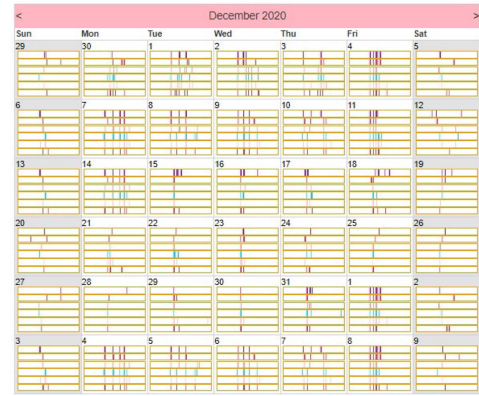 < December 2020 >
Sun Mon Tue Wed Thu Fri Sat
29 30 1 2 3 4 5
6 7 8 9 10 11 12
13 14 15 16 17 18 19
20 21 22 23 24 25 26
27 28 29 30 31 1 2
3 4 5 6 7 8 9